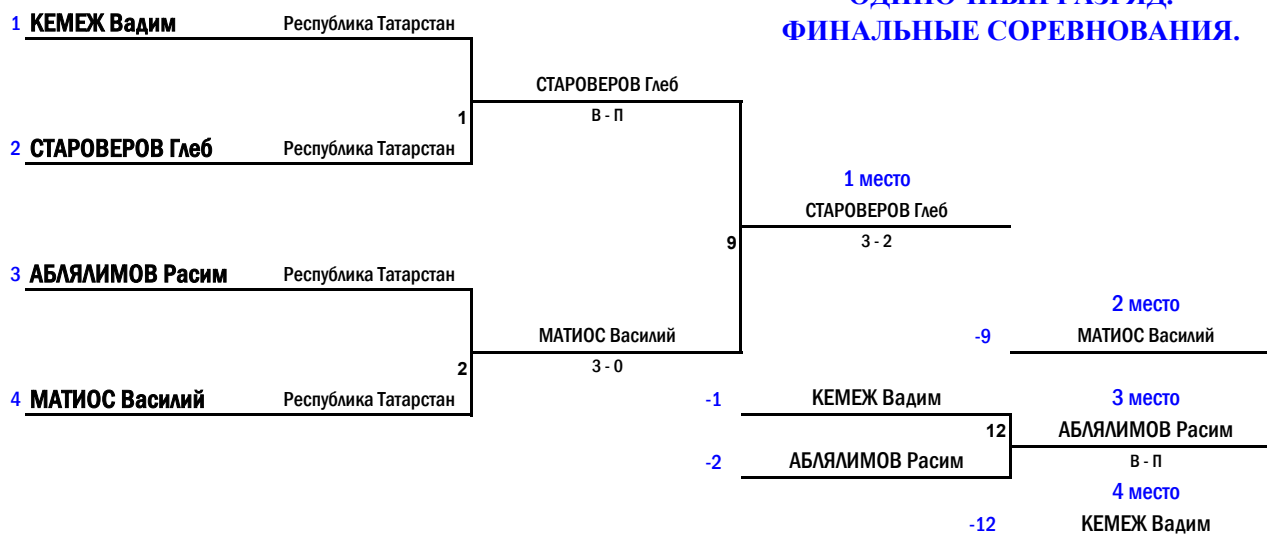 ОДИНОЧНЫЙ РАЗРЯД.
ФИНАЛЬНЫЕ СОРЕВНОВАНИЯ.
1 КЕМЕЖ Вадим Республика Татарстан
СТАРОВЕРОВ Глеб
1 В - П
2 СТАРОВЕРОВ Глеб Республика Татарстан
1 место
СТАРОВЕРОВ Глеб
9 3 - 2
3 АБЛЯЛИМОВ Расим Республика Татарстан
2 место
МАТИОС Василий -9 МАТИОС Василий
2 3 - 0
4 МАТИОС Василий Республика Татарстан -1 КЕМЕЖ Вадим 3 место
12 АБЛЯЛИМОВ Расим
-2 АБЛЯЛИМОВ Расим В - П
4 место
-12 КЕМЕЖ Вадим